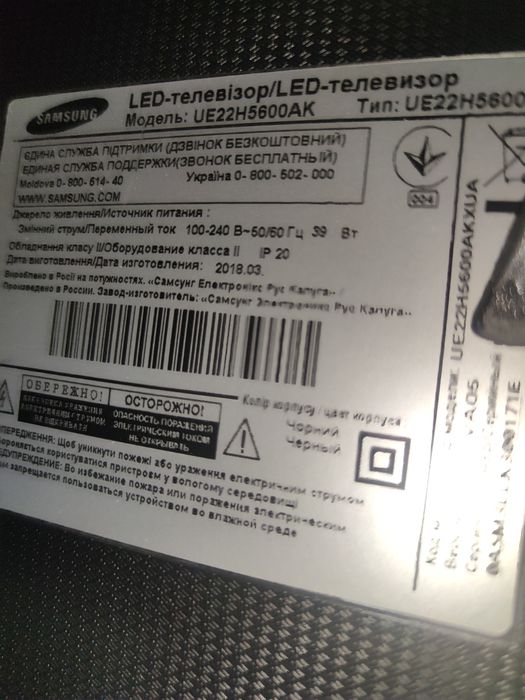 SAMSUNG
LED-телевізор/LED-телевизор
Модель: UE22H5600AK Тип: UE22H5600
ЄДИНА СЛУЖБА ПІДТРИМКИ (ДЗВІНОК БЕЗКОШТОВНИЙ)
ЕДИНАЯ СЛУЖБА ПОДДЕРЖКИ(ЗВОНОК БЕСПЛАТНЫЙ)
Moldova 0-800-614-40 Україна 0-800-502-000
WWW.SAMSUNG.COM
004
Джерело живлення/Источник питания :
Змінний струм/Переменный ток 100-240 В~50/60 Гц 39 Вт
Обладнання класу II/Оборудование класса II IP 20
Дата виготовлення/Дата изготовления: 2018.03.
Вироблено в Росії на потужностях. «Самсунг Електронікс Рус Калуга»
Произведено в России. Завод-изготовитель: «Самсунг Электроникс Рус Калуга»
ОБЕРЕЖНО!
НЕ ВІДКРИВАТИ
ОСТОРОЖНО!
ОПАСНОСТЬ ПОРАЖЕНИЯ
ЭЛЕКТРИЧЕСКИМ ТОКОМ
НЕ ОТКРЫВАТЬ
Колір корпусу / цвет корпуса
Чорний
Черный
ПЕРЕДЖЕННЯ: Щоб уникнути пожежі або ураження електричним струмом
ороняється користуватися пристроєм у вологому середовищі
ДУПРЕЖДЕНИЕ: Во избежание пожара или поражения электрическим
м запрещается пользоваться устройством во влажной среде
UE22H5600AKXUA
A05